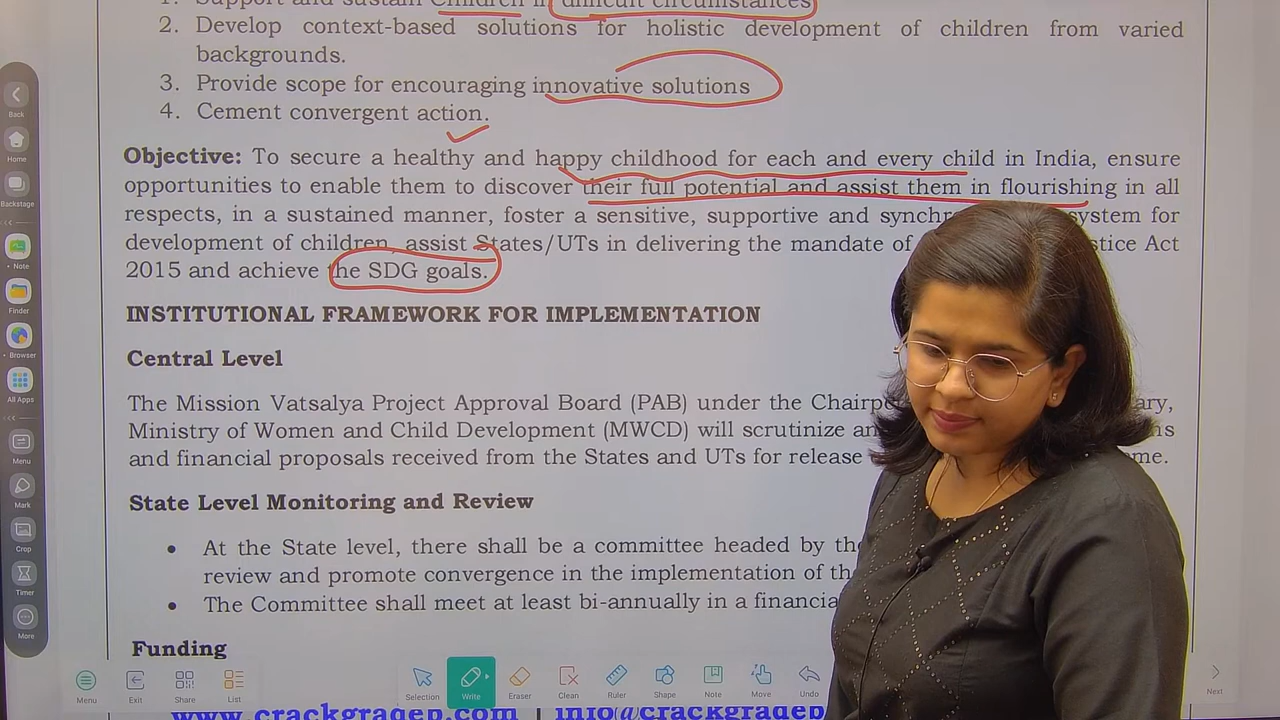 1. Support and sustain Children in difficult circumstances
2. Develop context-based solutions for holistic development of children from varied
backgrounds.
3. Provide scope for encouraging innovative solutions
4. Cement convergent action.
Objective: To secure a healthy and happy childhood for each and every child in India, ensure
opportunities to enable them to discover their full potential and assist them in flourishing in all
respects, in a sustained manner, foster a sensitive, supportive and system for
development of children, assist States/UTs in delivering the mandate of Act
2015 and achieve the SDG goals.
INSTITUTIONAL FRAMEWORK FOR IMPLEMENTATION
Central Level
The Mission Vatsalya Project Approval Board (PAB) under the
Ministry of Women and Child Development (MWCD) will scrutinize
and financial proposals received from the States and UTs for release
State Level Monitoring and Review
• At the State level, there shall be a committee headed by the
review and promote convergence in the implementation of
• The Committee shall meet at least bi-annually in a
Funding
www.crackgradeb.com | info@crackgradeb
Back
Home
Backstage
Note
Finder
Browser
All Apps
Menu
Mark
Crop
Timer
More
Menu
Exit
Share
List
Selection
Write
Eraser
Clean
Ruler
Shape
Note
Move
Undo
Next